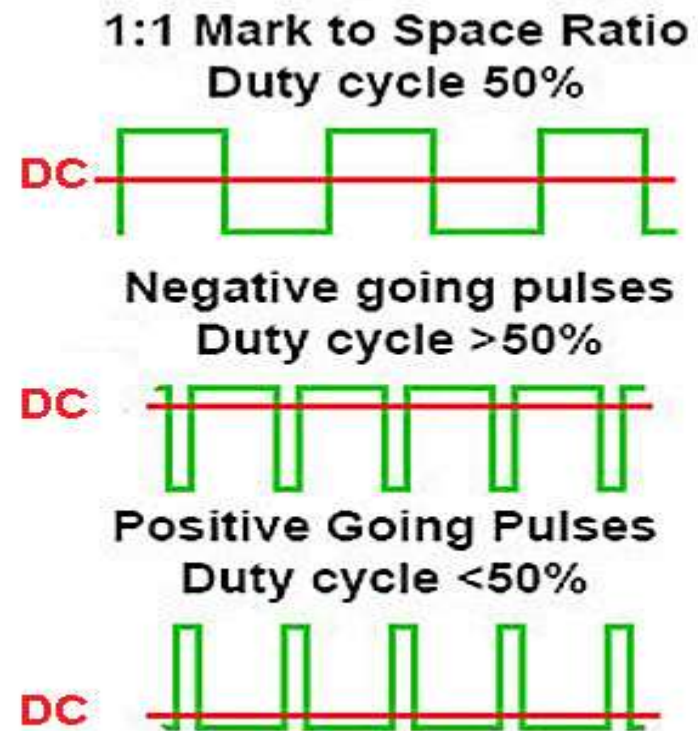 1:1 Mark to Space Ratio
Duty cycle 50%
DC
Negative going pulses
Duty cycle >50%
DC
Positive Going Pulses
Duty cycle <50%
DC